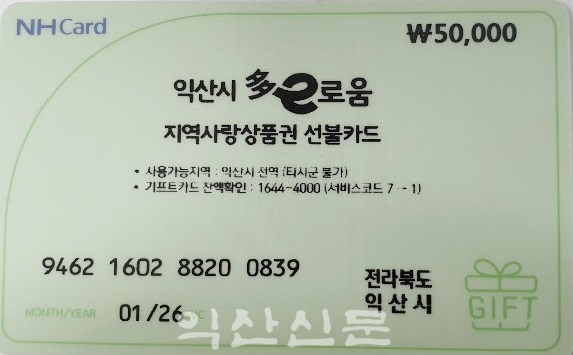 NH Card
₩50,000
익산시 多e로움
지역사랑상품권 선불카드
* 사용가능지역 : 익산시 전역 (타시군 불가)
* 기프트카드 잔액확인 : 1644-4000 (서비스코드 7→1)
9462 1602 8820 0839
전라북도
익산시
GIFT
MONTH/YEAR 01/26
익산신문